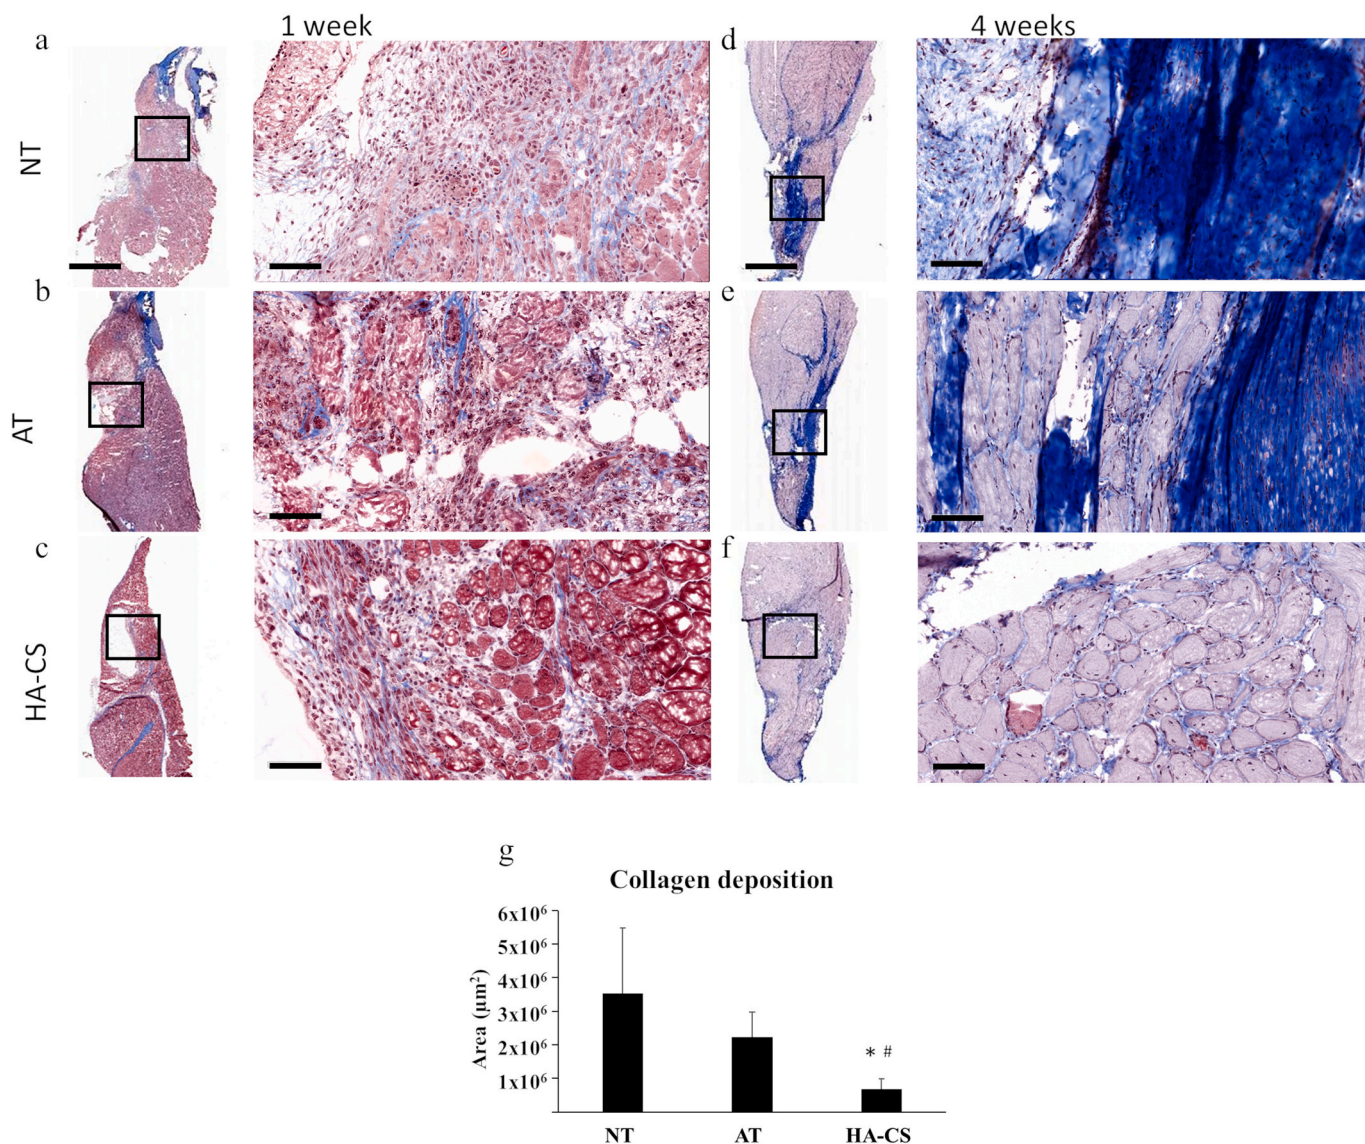 1 week
4 weeks
a
d
NT
b
e
AT
c
f
HA-CS
g
Collagen deposition
6x10⁶
5x10⁶
4x10⁶
3x10⁶
2x10⁶
1x10⁶
Area (µm²)
* #
NT AT HA-CS